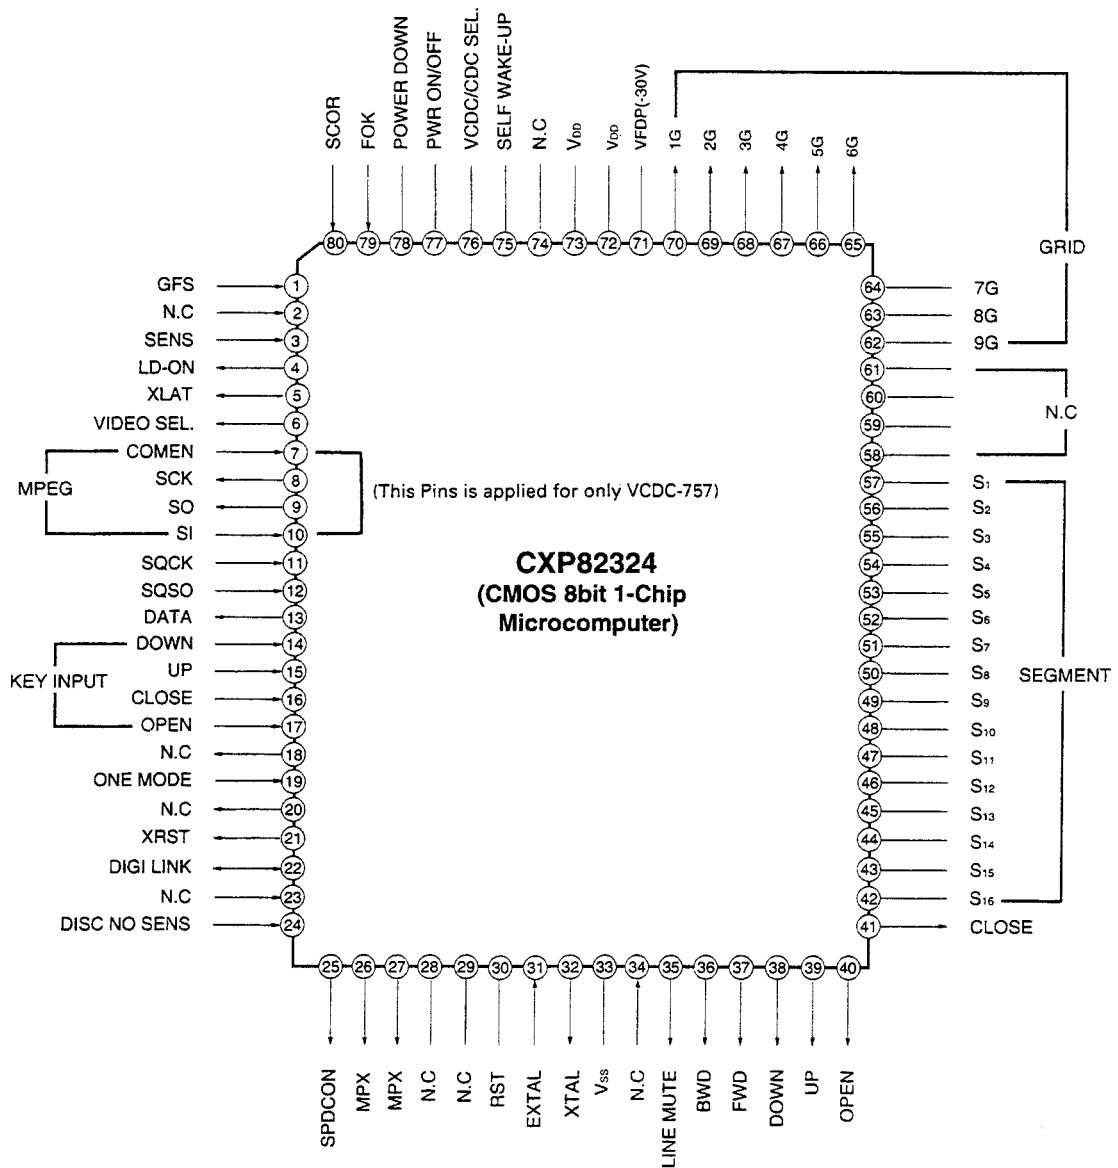 SCOR
FOK
POWER DOWN
PWR ON/OFF
VCDC/CDC SEL.
SELF WAKE-UP
N.C
VDD
VDD
VFDP(-30V)
1G
2G
3G
4G
5G
6G
80 79 78 77 76 75 74 73 72 71 70 69 68 67 66 65
GRID
GFS 1
N.C 2
SENS 3
LD-ON 4
XLAT 5
VIDEO SEL. 6
COMEN 7
SCK 8
MPEG
SO 9
SI 10
(This Pins is applied for only VCDC-757)
SQCK 11
SQSO 12
DATA 13
DOWN 14
UP 15
KEY INPUT
CLOSE 16
OPEN 17
N.C 18
ONE MODE 19
N.C 20
XRST 21
DIGI LINK 22
N.C 23
DISC NO SENS 24
CXP82324
(CMOS 8bit 1-Chip
Microcomputer)
64 7G
63 8G
62 9G
61
60
N.C
59
58
57 S1
56 S2
55 S3
54 S4
53 S5
52 S6
51 S7
50 S8
SEGMENT
49 S9
48 S10
47 S11
46 S12
45 S13
44 S14
43 S15
42 S16
41 CLOSE
25 26 27 28 29 30 31 32 33 34 35 36 37 38 39 40
SPDCON
MPX
MPX
N.C
N.C
RST
EXTAL
XTAL
VSS
N.C
LINE MUTE
BWD
FWD
DOWN
UP
OPEN